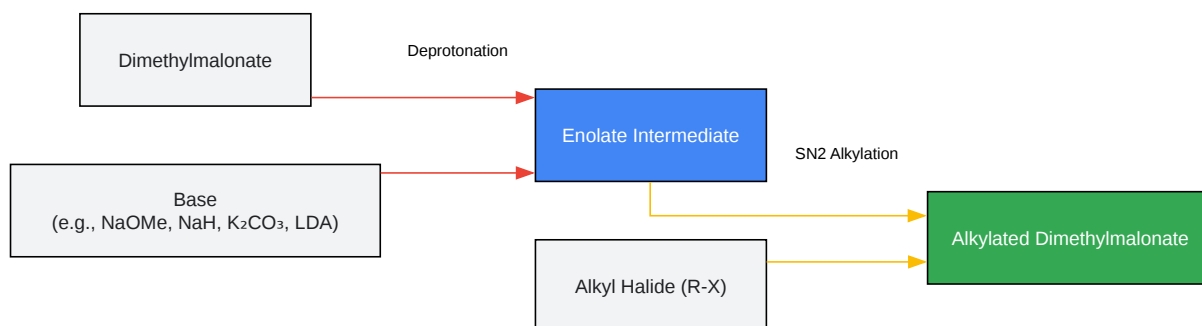 Dimethylmalonate
Deprotonation
Base
(e.g., NaOMe, NaH, K₂CO₃, LDA)
Enolate Intermediate
SN2 Alkylation
Alkyl Halide (R-X)
Alkylated Dimethylmalonate